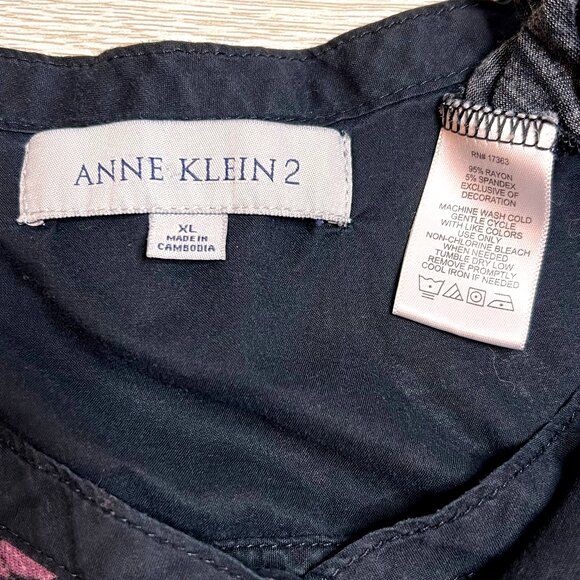 ANNE KLEIN 2
XL
MADE IN
CAMBODIA
RN# 17363
95% RAYON
5% SPANDEX
EXCLUSIVE OF
DECORATION
MACHINE WASH COLD
GENTLE CYCLE
WITH LIKE COLORS
USE ONLY
NON-CHLORINE BLEACH
WHEN NEEDED
TUMBLE DRY LOW
REMOVE PROMPTLY
COOL IRON IF NEEDED